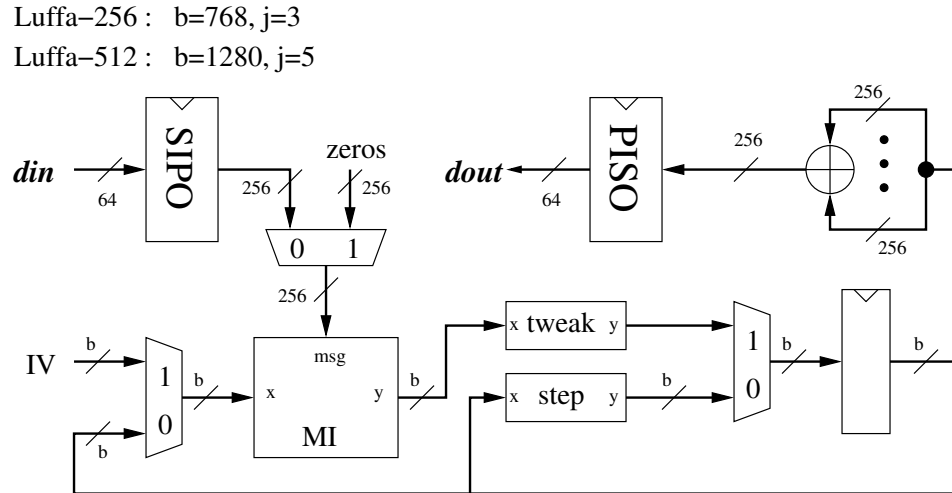 Luffa−256 : b=768, j=3
Luffa−512 : b=1280, j=5
din
64
SIPO
256
zeros
256
0 1
256
dout
64
PISO
256
256
256
IV
b
b
1
0
b
msg
x y
MI
b
x tweak y
x step y
b
1
0
b
b